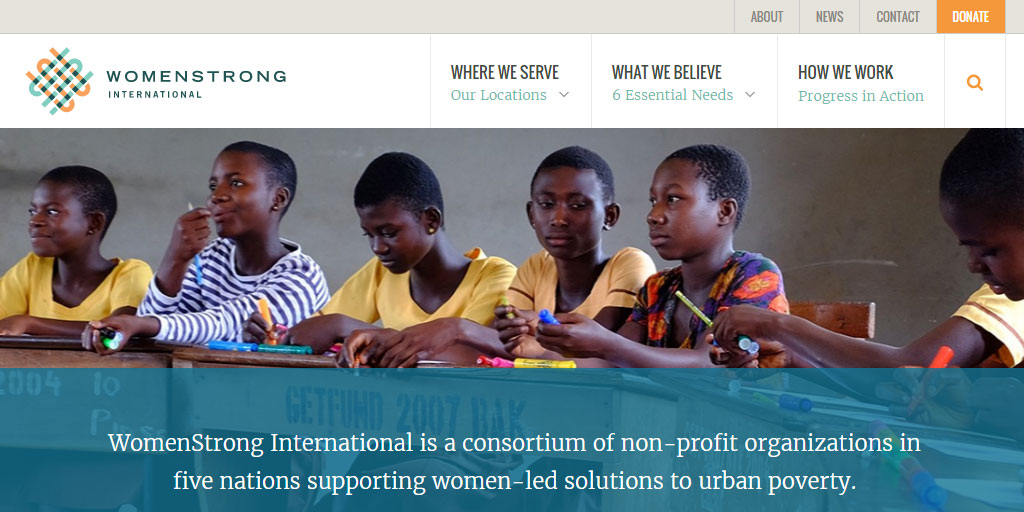 ABOUT
NEWS
CONTACT
DONATE
WOMENSTRONG
INTERNATIONAL
WHERE WE SERVE
Our Locations
WHAT WE BELIEVE
6 Essential Needs
HOW WE WORK
Progress in Action
2004 10
GETFUND 2007 BAK
WomenStrong International is a consortium of non-profit organizations in
five nations supporting women-led solutions to urban poverty.